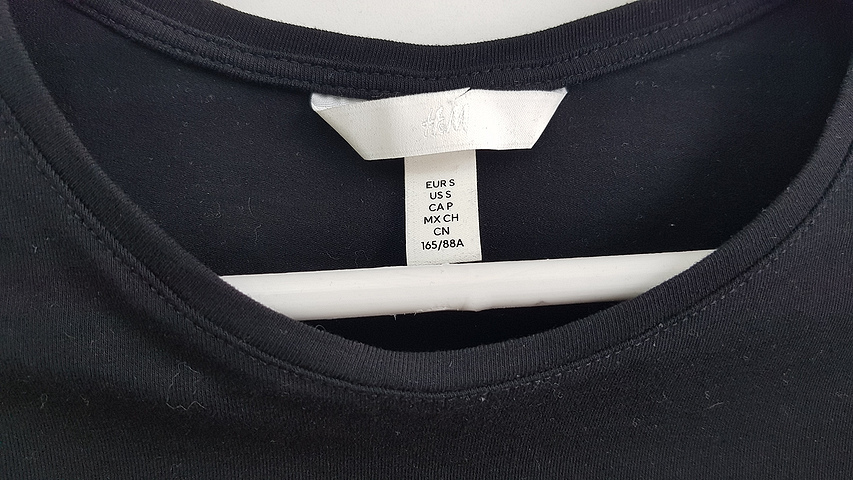 H&M
EUR S
US S
CA P
MX CH
CN
165/88A